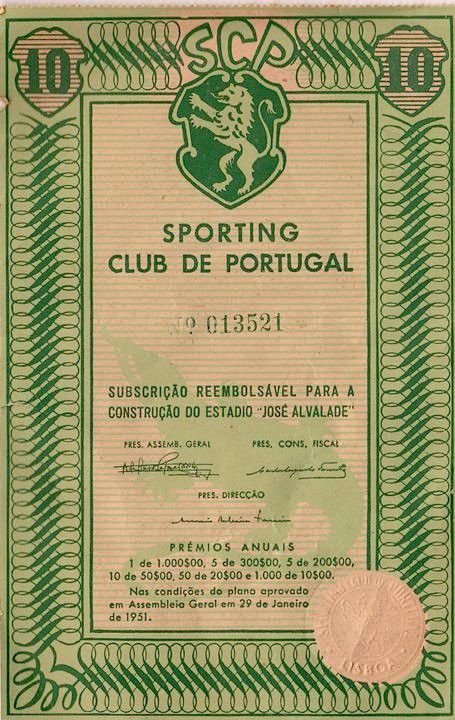 10 SCP 10
SPORTING
CLUB DE PORTUGAL
Nº 013521
SUBSCRIÇÃO REEMBOLSÁVEL PARA A
CONSTRUÇÃO DO ESTADIO "JOSÉ ALVALADE"
PRES. ASSEMB. GERAL PRES. CONS. FISCAL
PRES. DIRECÇÃO
PRÉMIOS ANUAIS
1 de 1.000$00, 5 de 300$00, 5 de 200$00,
10 de 50$00, 50 de 20$00 e 1.000 de 10$00.
Nas condições do plano aprovado
em Assembleia Geral em 29 de Janeiro
de 1951.
LISBOA